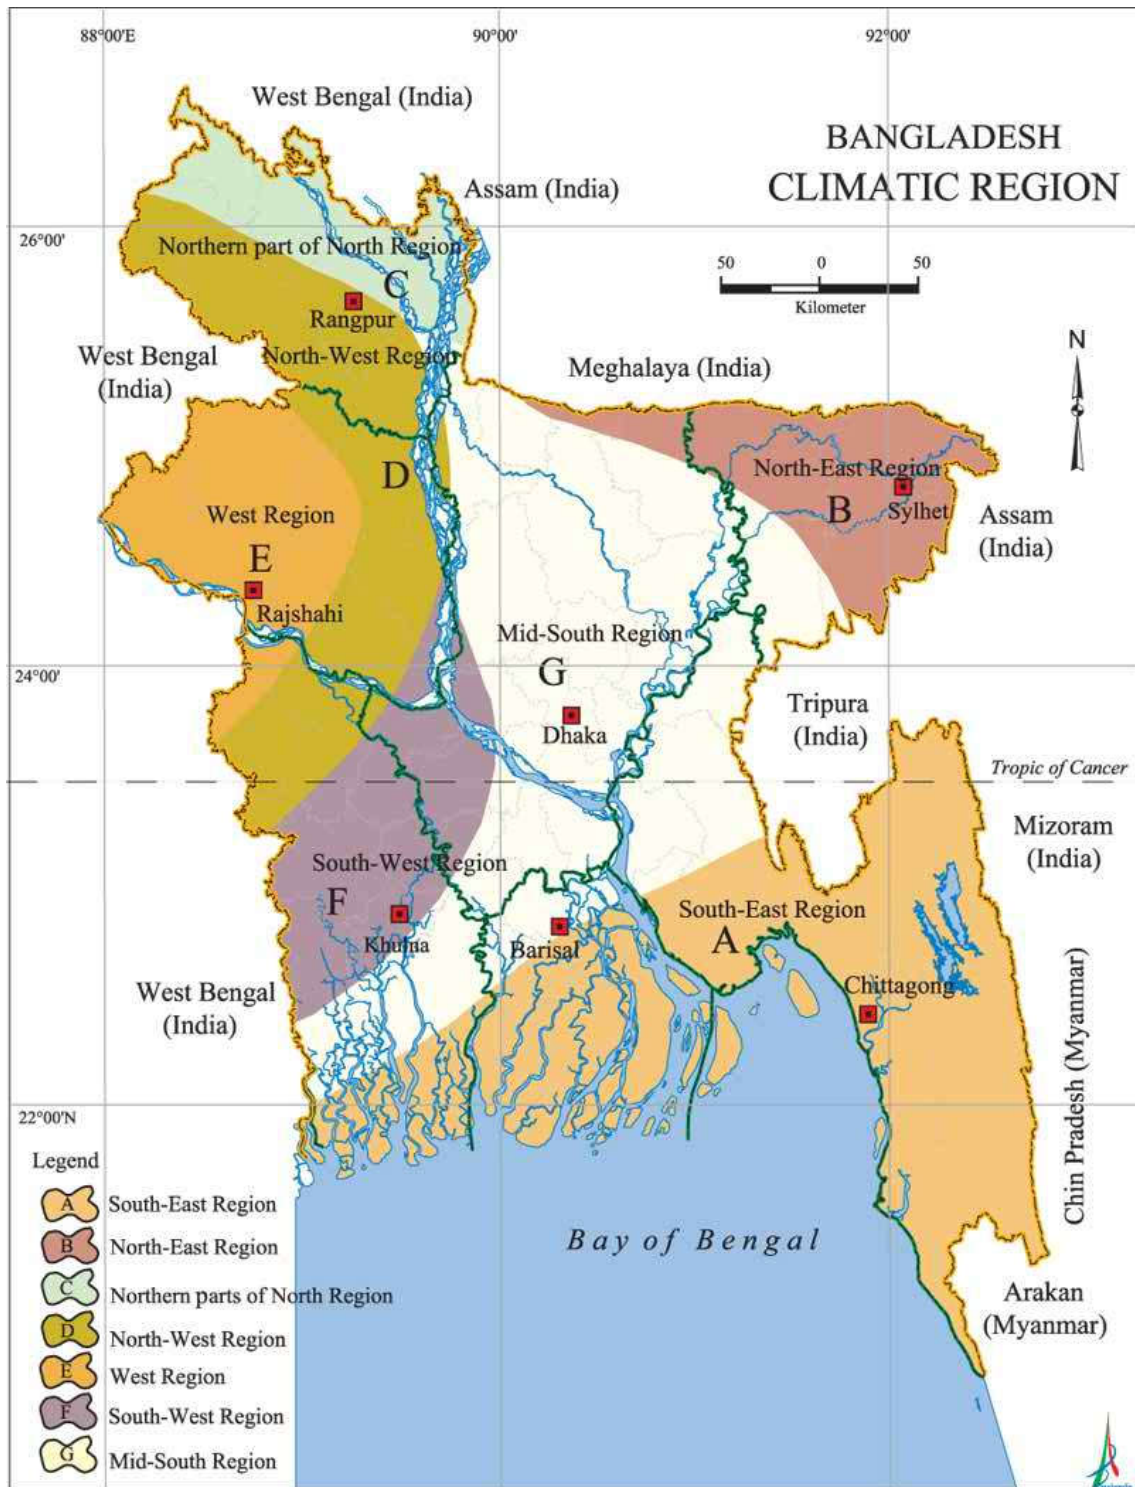 88°00'E
90°00'
92°00'
West Bengal (India)
BANGLADESH
CLIMATIC REGION
Assam (India)
26°00'
Northern part of North Region
C
50
0
50
Kilometer
Rangpur
N
North-West Region
West Bengal
(India)
Meghalaya (India)
D
North-East Region
B
Sylhet
West Region
Assam
(India)
E
Rajshahi
Mid-South Region
G
24°00'
Tripura
(India)
Dhaka
Tropic of Cancer
Mizoram
(India)
South-West Region
F
South-East Region
A
Khulna
Barisal
Chittagong
West Bengal
(India)
Chin Pradesh (Myanmar)
22°00'N
Bay of Bengal
Arakan
(Myanmar)
Legend
A South-East Region
B North-East Region
C Northern parts of North Region
D North-West Region
E West Region
F South-West Region
G Mid-South Region